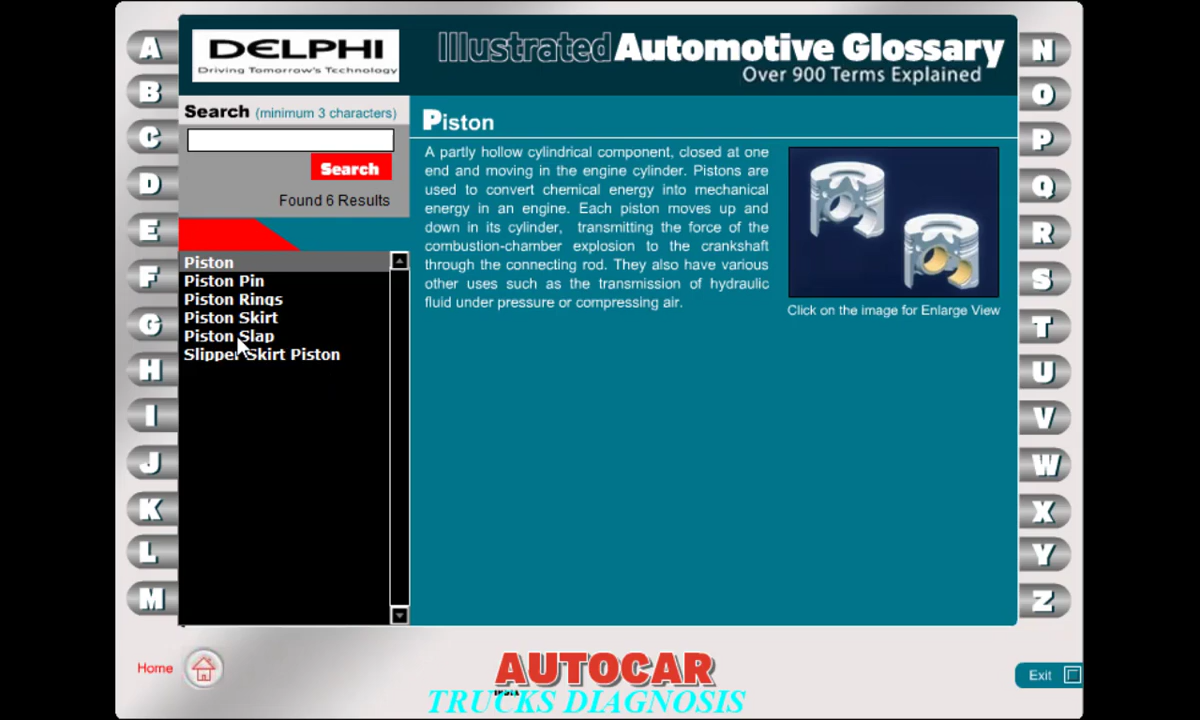 DELPHI
Driving Tomorrow's Technology
Illustrated Automotive Glossary
Over 900 Terms Explained
A
B
C
D
E
F
G
H
I
J
K
L
M
Search (minimum 3 characters)
Search
Found 6 Results
Piston
Piston Pin
Piston Rings
Piston Skirt
Piston Slap
Slipper Skirt Piston
Piston
A partly hollow cylindrical component, closed at one
end and moving in the engine cylinder. Pistons are
used to convert chemical energy into mechanical
energy in an engine. Each piston moves up and
down in its cylinder, transmitting the force of the
combustion-chamber explosion to the crankshaft
through the connecting rod. They also have various
other uses such as the transmission of hydraulic
fluid under pressure or compressing air.
Click on the image for Enlarge View
N
O
P
Q
R
S
T
U
V
W
X
Y
Z
Home
AUTOCAR
INDIA
TRUCKS DIAGNOSIS
Exit